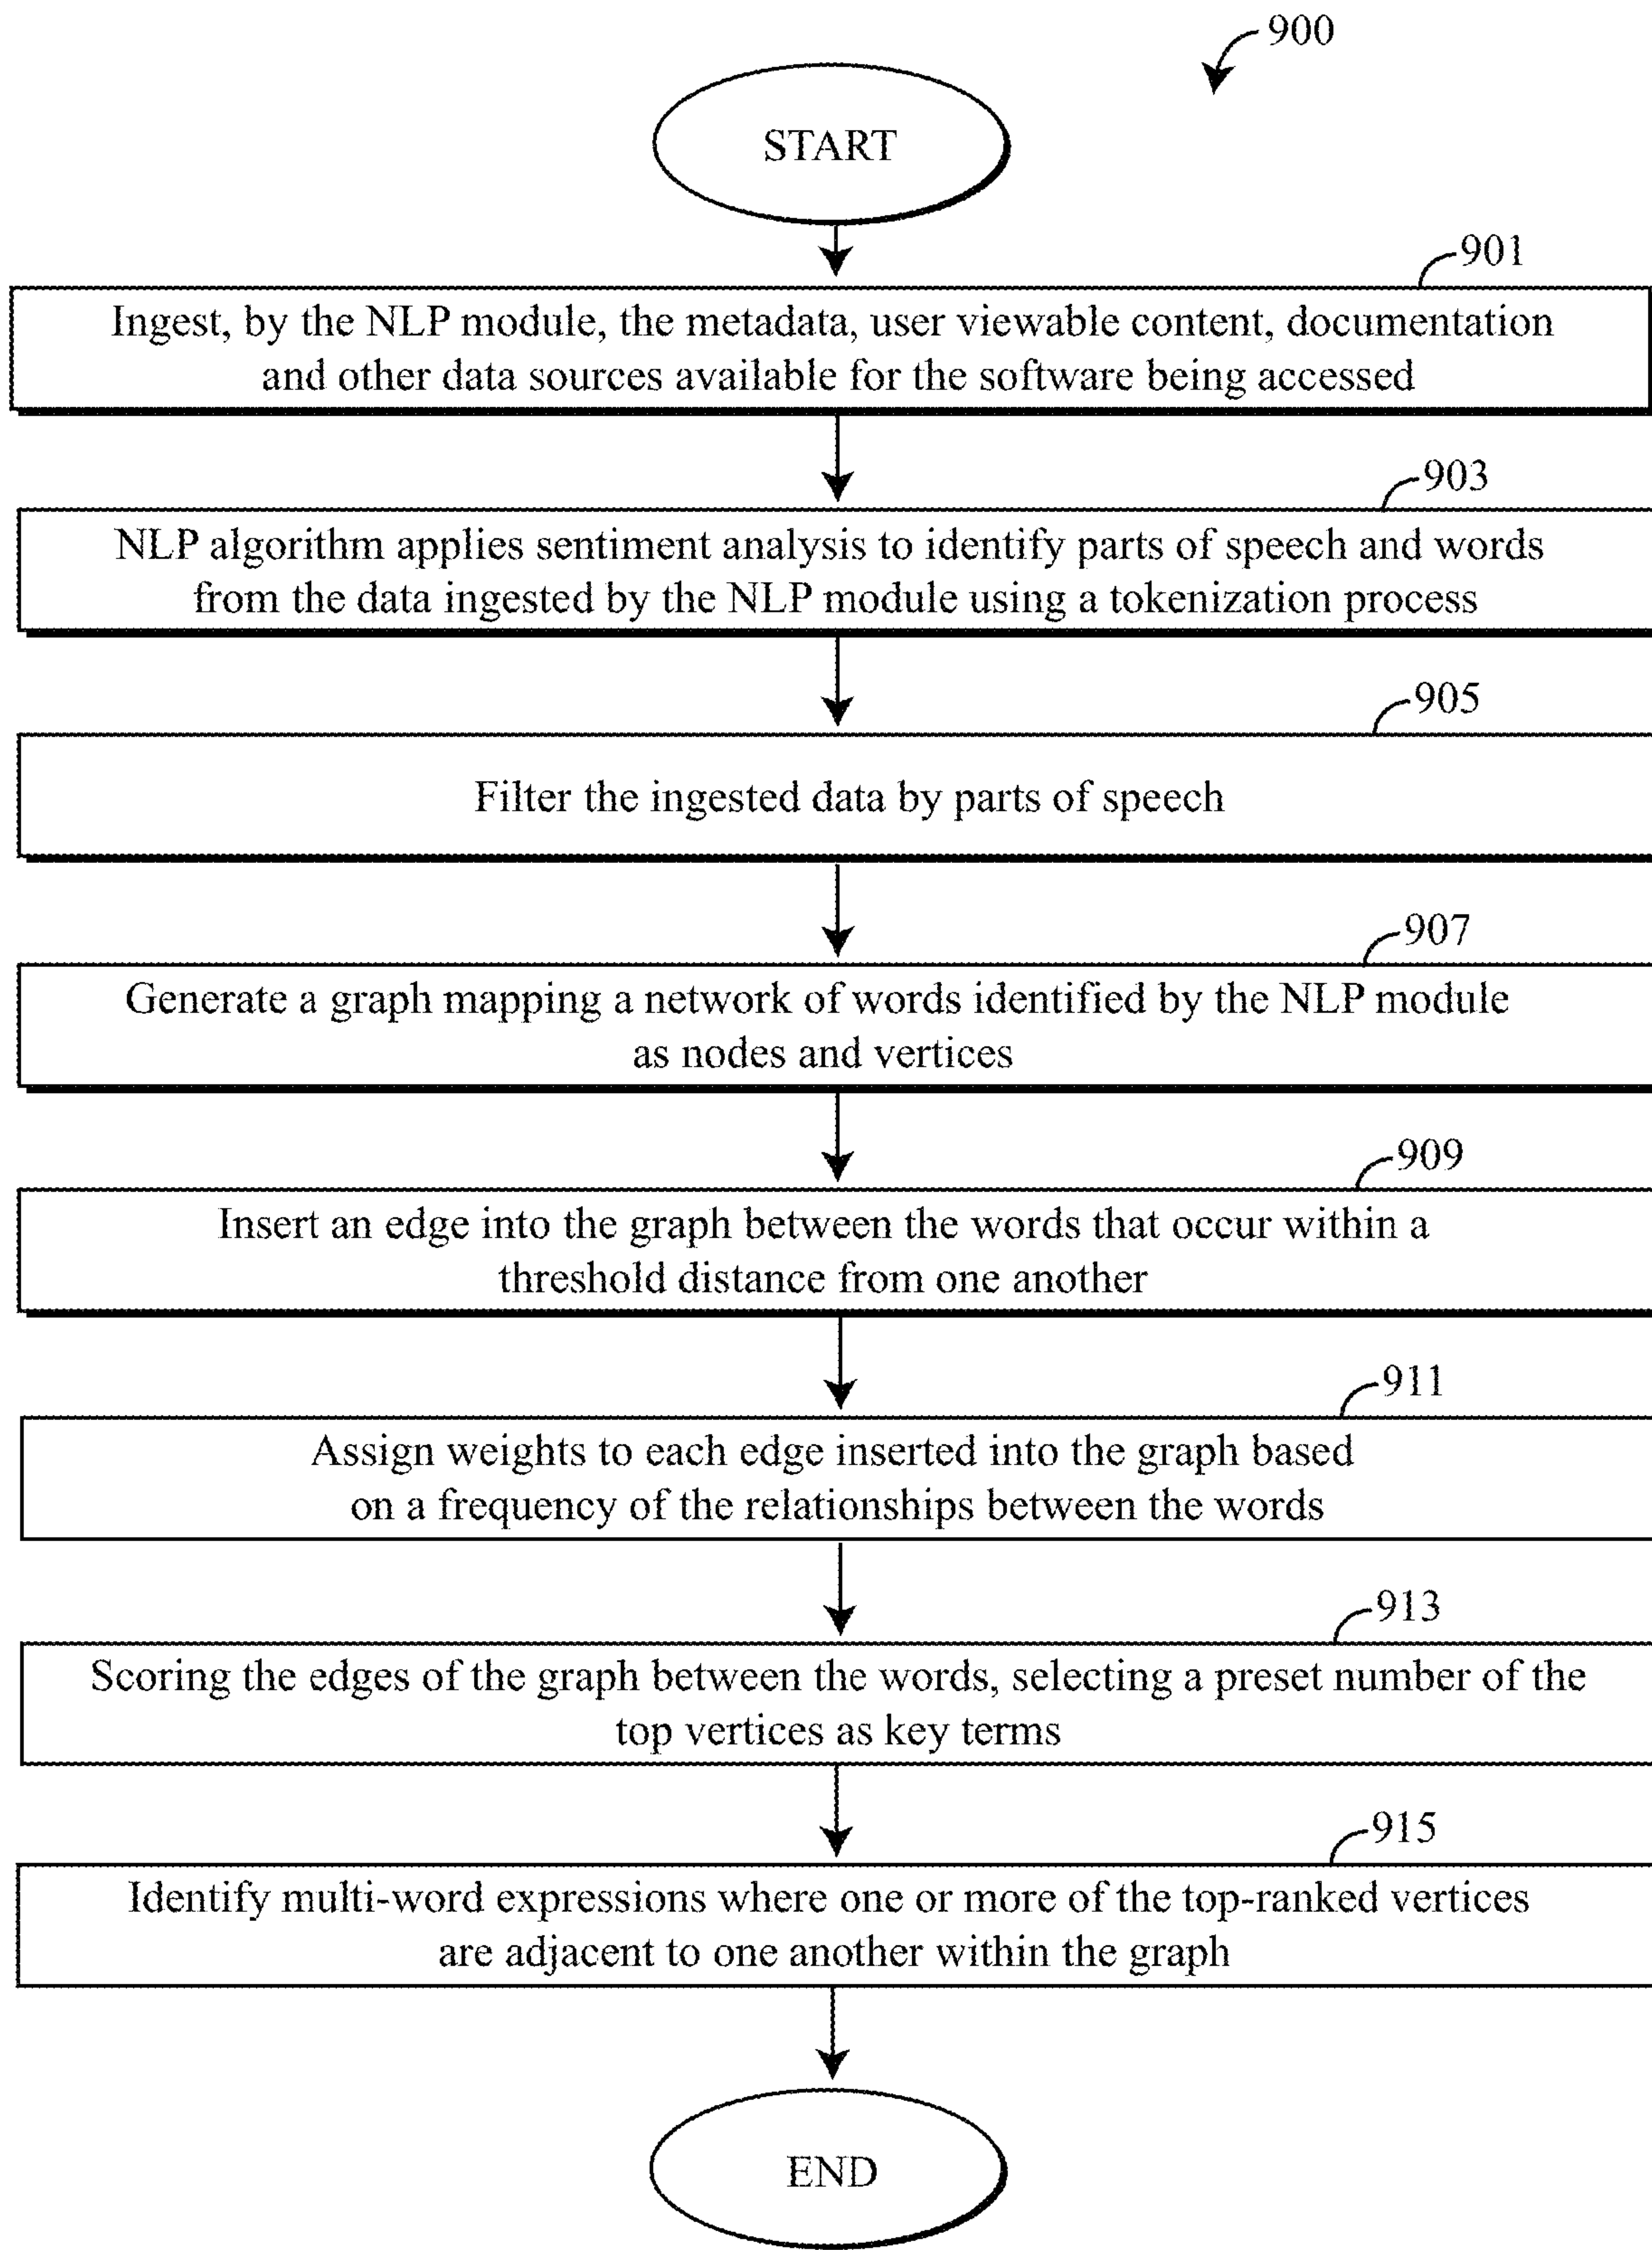 900
START
901
Ingest, by the NLP module, the metadata, user viewable content, documentation
and other data sources available for the software being accessed
903
NLP algorithm applies sentiment analysis to identify parts of speech and words
from the data ingested by the NLP module using a tokenization process
905
Filter the ingested data by parts of speech
907
Generate a graph mapping a network of words identified by the NLP module
as nodes and vertices
909
Insert an edge into the graph between the words that occur within a
threshold distance from one another
911
Assign weights to each edge inserted into the graph based
on a frequency of the relationships between the words
913
Scoring the edges of the graph between the words, selecting a preset number of the
top vertices as key terms
915
Identify multi-word expressions where one or more of the top-ranked vertices
are adjacent to one another within the graph
END